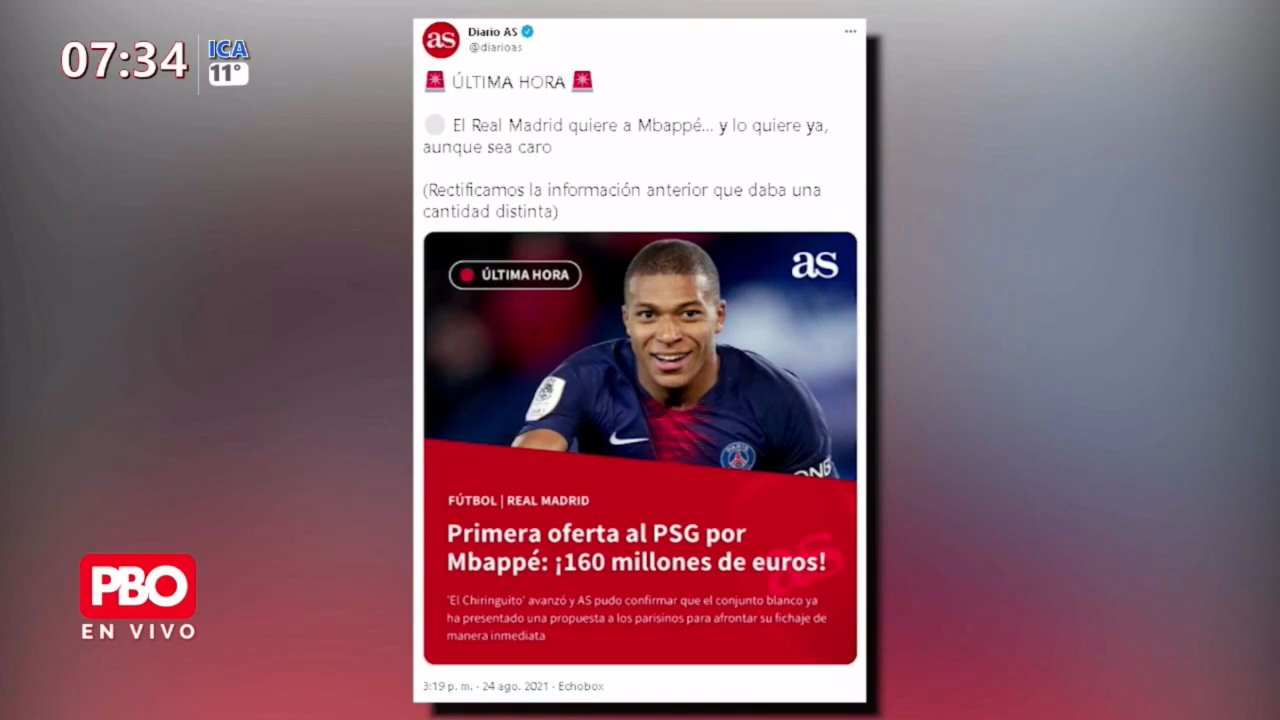 07:34
ICA
11°
as
Diario AS
@diarioas
ÚLTIMA HORA
El Real Madrid quiere a Mbappé... y lo quiere ya,
aunque sea caro
(Rectificamos la información anterior que daba una
cantidad distinta)
ÚLTIMA HORA
as
PARIS
FÚTBOL | REAL MADRID
Primera oferta al PSG por
Mbappé: ¡160 millones de euros!
as
'El Chiringuito' avanzó y AS pudo confirmar que el conjunto blanco ya
ha presentado una propuesta a los parisinos para afrontar su fichaje de
manera inmediata
3:19 p. m. · 24 ago. 2021 · Echobox
PBO
EN VIVO